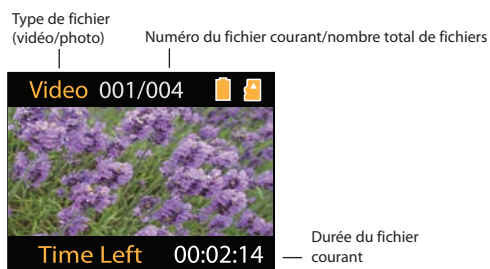 Type de fichier
(vidéo/photo)
Numéro du fichier courant/nombre total de fichiers
Video 001/004
Time Left 00:02:14
Durée du fichier
courant